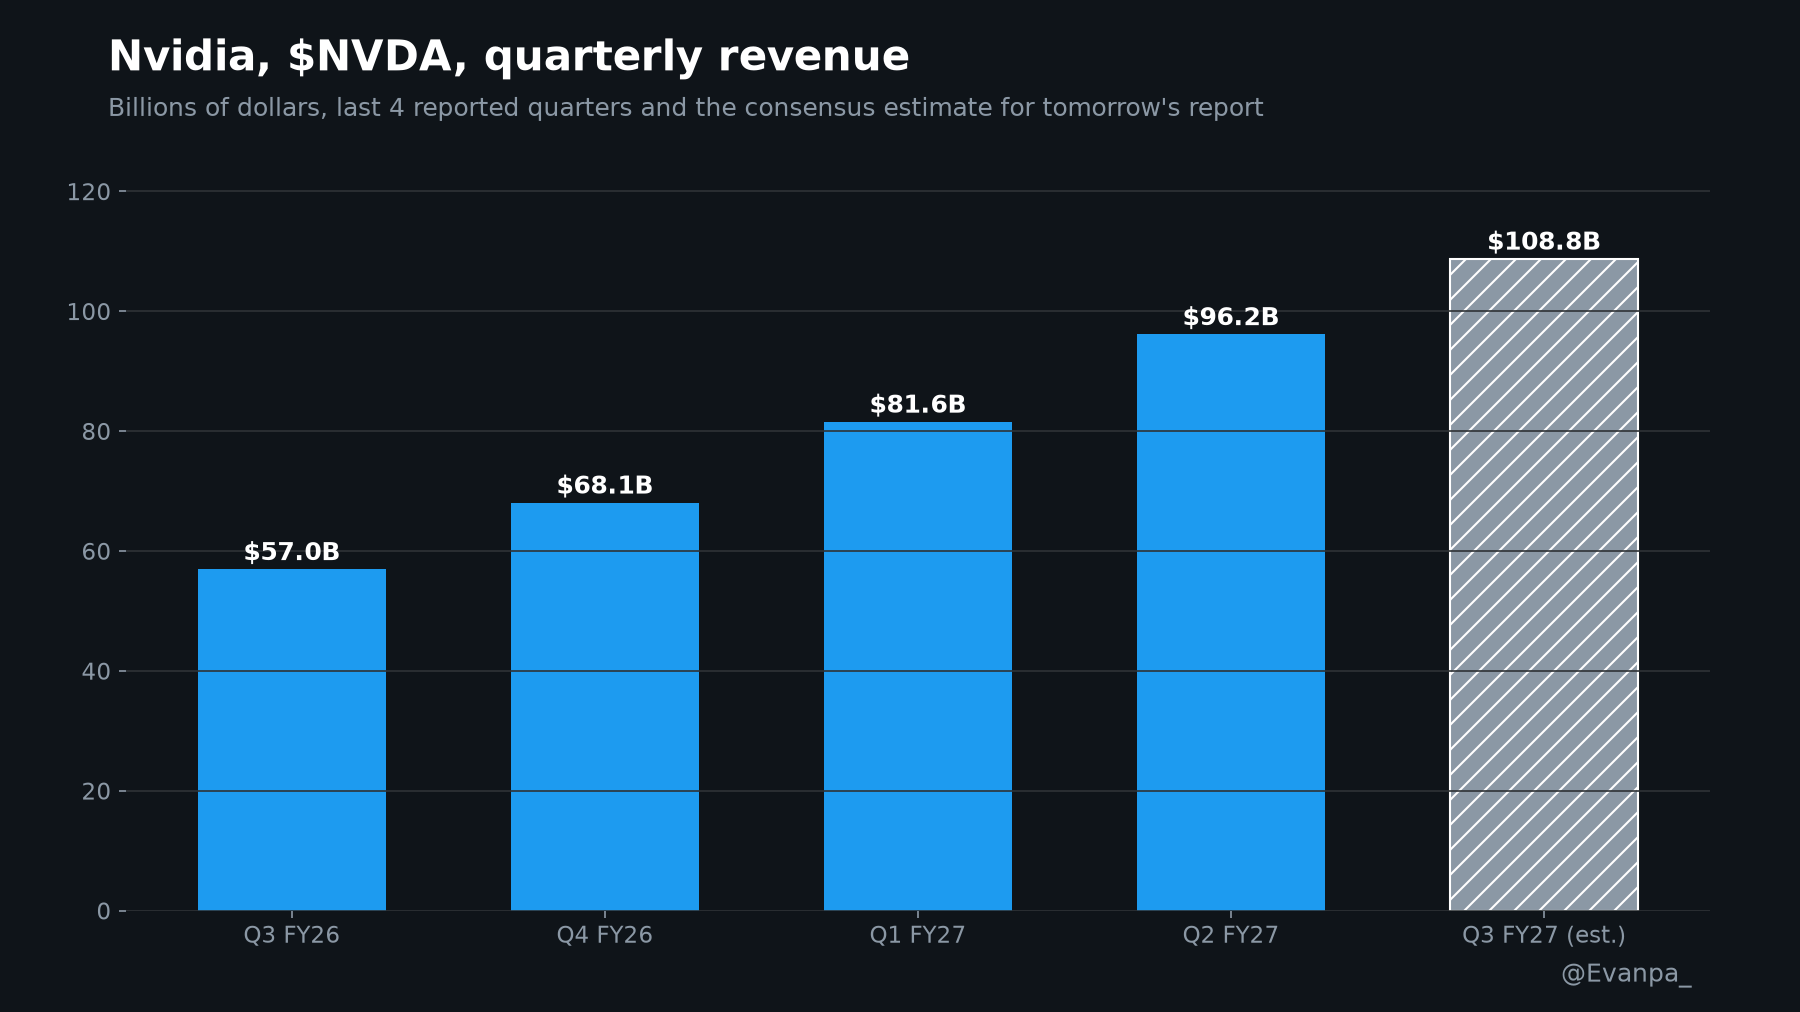 Nvidia, $NVDA, quarterly revenue
Billions of dollars, last 4 reported quarters and the consensus estimate for tomorrow's report
120
100
80
60
40
20
0
$57.0B
$68.1B
$81.6B
$96.2B
$108.8B
Q3 FY26
Q4 FY26
Q1 FY27
Q2 FY27
Q3 FY27 (est.)
@Evanpa_